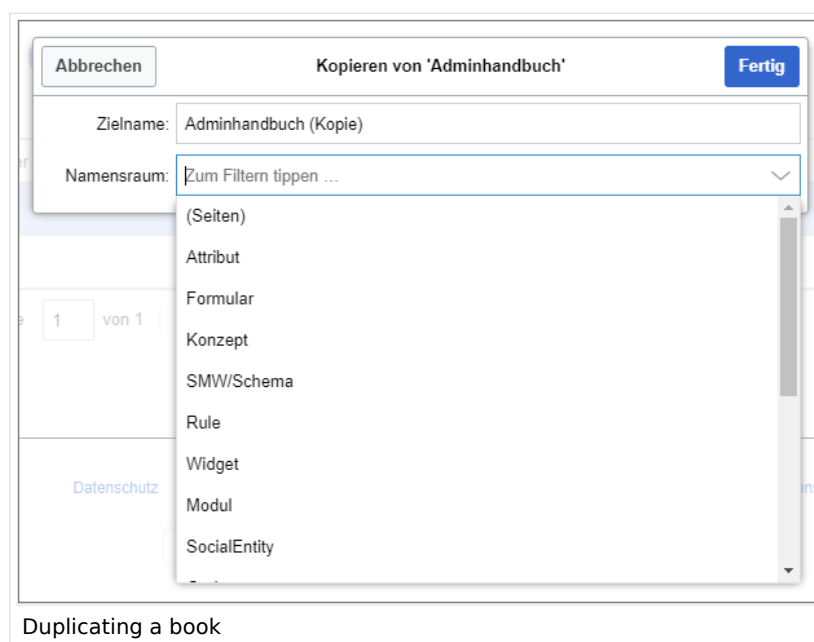 Abbrechen Kopieren von 'Adminhandbuch' Fertig
Zielname: Adminhandbuch (Kopie)
Namensraum: Zum Filtern tippen ...
(Seiten)
Attribut
Formular
1 von 1
Konzept
SMW/Schema
Rule
Widget
Datenschutz
Modul
SocialEntity
Duplicating a book